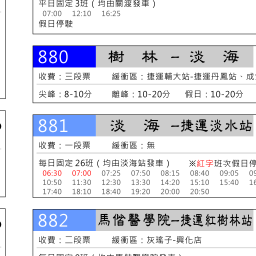 平日固定 3班（均由關渡發車）
07:00 12:10 16:25
假日停駛
880 樹 林 – 淡 海
收費：三段票 緩衝區：捷運輔大站-捷運丹鳳站、成
尖峰：8-10分 離峰：10-20分 假日：10-20分
881 淡 海 –捷運淡水站
收費：一段票 緩衝區：無
每日固定 26班（均由淡海站發車） ※紅字班次假日停
06:30 07:00 07:25 07:50 08:15 08:40 09:05 09
10:50 11:30 12:30 13:30 14:20 15:10 15:40 16
17:40 18:10 18:40 19:20 20:00 20:50
882 馬偕醫學院–捷運紅樹林站
收費：二段票 緩衝區：灰瑤子-興化店